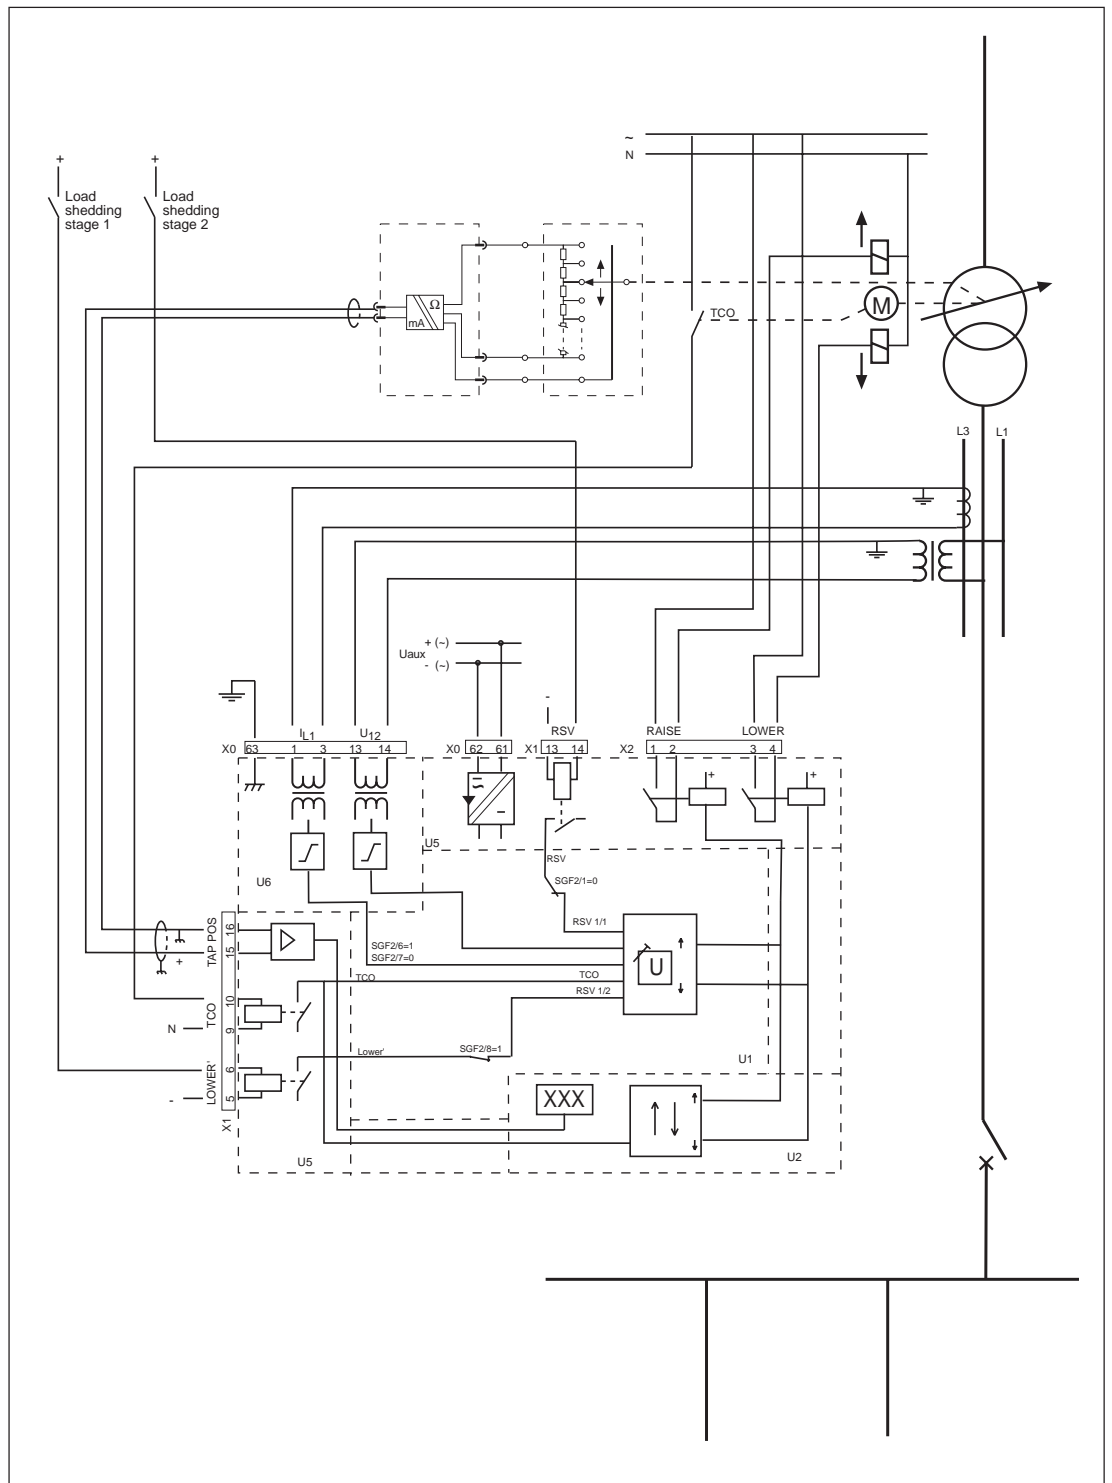 ~
N
+
+
Load
shedding
stage 1
Load
shedding
stage 2
Ω
mA
M
TCO
L3
L1
+ (~)
Uaux
- (~)
-
IL1
U12
RSV
RAISE
LOWER
X0
63
1
3
13
14
X0
62
61
X1
13
14
X2
1
2
3
4
+
+
U5
U6
RSV
SGF2/1=0
RSV 1/1
TAP POS
16
15
+
SGF2/6=1
SGF2/7=0
TCO
TCO
RSV 1/2
U
TCO
10
9
N
Lower'
SGF2/8=1
U1
LOWER'
6
5
-
X1
XXX
U5
U2